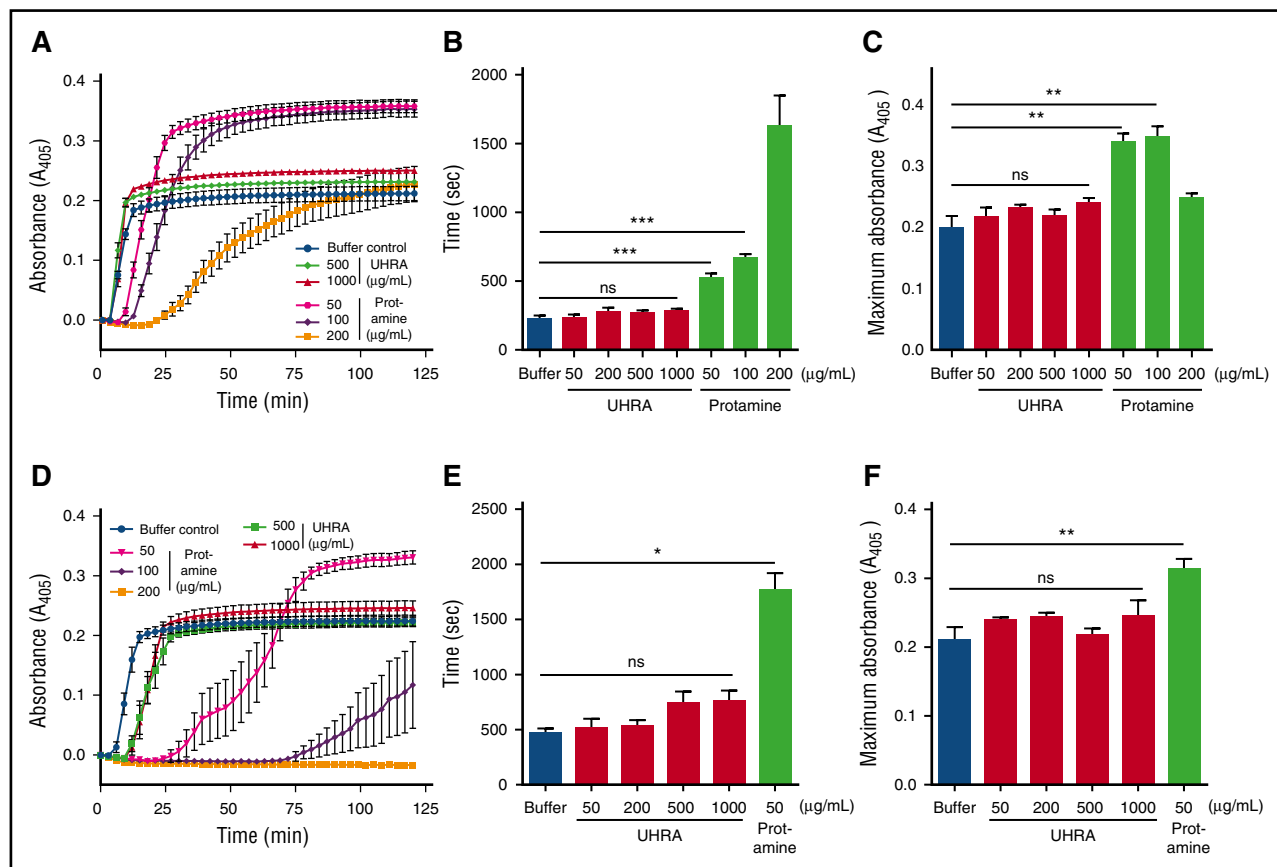 A
Absorbance (A405)
0.4
0.3
0.2
0.1
0.0
0
25
50
75
100
125
Time (min)
Buffer control
500 UHRA
1000 (μg/mL)
50 Prot-
100 amine
200 (μg/mL)
B
Time (sec)
2000
1500
1000
500
0
***
***
ns
Buffer 50 200 500 1000 50 100 200 (μg/mL)
UHRA Protamine
C
Maximum absorbance (A405)
0.4
0.3
0.2
0.1
0.0
**
**
ns
Buffer 50 200 500 1000 50 100 200 (μg/mL)
UHRA Protamine
D
Absorbance (A405)
0.4
0.3
0.2
0.1
0.0
0
25
50
75
100
125
Time (min)
Buffer control
50 Prot-
100 amine
200 (μg/mL)
500 UHRA
1000 (μg/mL)
E
Time (sec)
2500
2000
1500
1000
500
0
*
ns
Buffer 50 200 500 1000 50 (μg/mL)
UHRA Prot-
amine
F
Maximum absorbance (A405)
0.4
0.3
0.2
0.1
0.0
**
ns
Buffer 50 200 500 1000 50 (μg/mL)
UHRA Prot-
amine